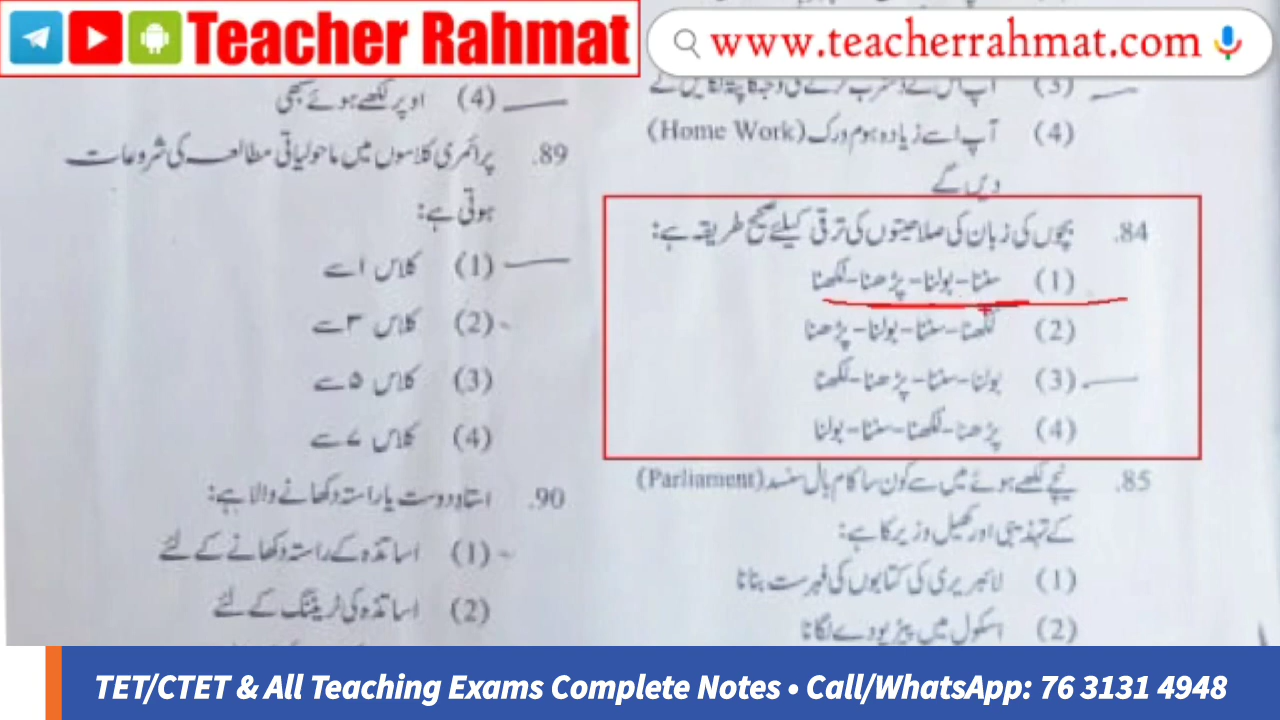 Teacher Rahmat
www.teacherrahmat.com
(3)
(4) آپ اسے زیادہ ہوم ورک (Home Work)
دیں گے
84. بچوں کی زبان کی صلاحیتوں کی ترقی کیلئے صحیح طریقہ ہے:
(1) سننا-بولنا-پڑھنا-لکھنا
(2) لکھنا-سننا-بولنا-پڑھنا
(3) بولنا-سننا-پڑھنا-لکھنا
(4) پڑھنا-لکھنا-سننا-بولنا
85. نیچے لکھے ہوئے میں سے کون سا کام بال سنسد (Parliament)
کے تہذیبی اور کھیل وزیر کا ہے:
(1) لائبریری کی کتابوں کی فہرست بنانا
(2) اسکول میں پیڑ پودے لگانا
(4) اوپر لکھے ہوئے سبھی
89. پرائمری کلاسوں میں ماحولیاتی مطالعہ کی شروعات
ہوتی ہے:
(1) کلاس ۱ سے
(2) کلاس ۳ سے
(3) کلاس ۵ سے
(4) کلاس ۷ سے
90. استاد دوست یا راستہ دکھانے والا ہے:
(1) اساتذہ کے راستہ دکھانے کے لئے
(2) اساتذہ کی ٹریننگ کے لئے
TET/CTET & All Teaching Exams Complete Notes • Call/WhatsApp: 76 3131 4948